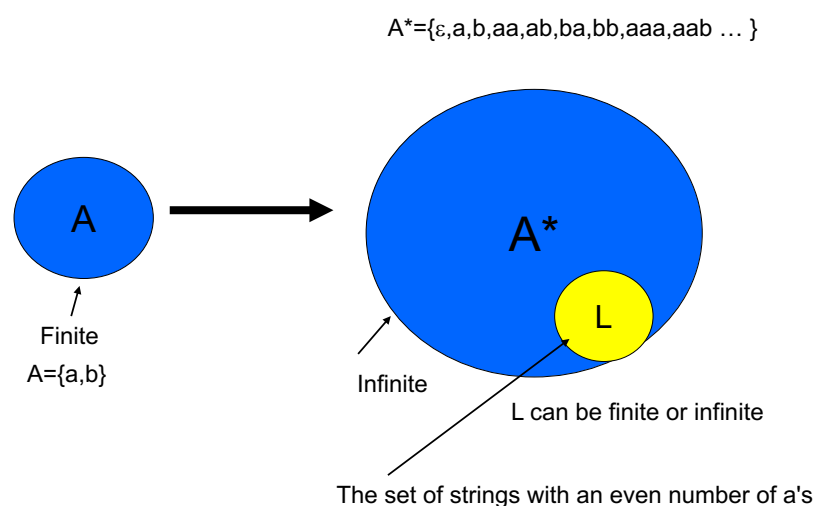 A*={ε,a,b,aa,ab,ba,bb,aaa,aab … }
A
A*
L
Finite
A={a,b}
Infinite
L can be finite or infinite
The set of strings with an even number of a's